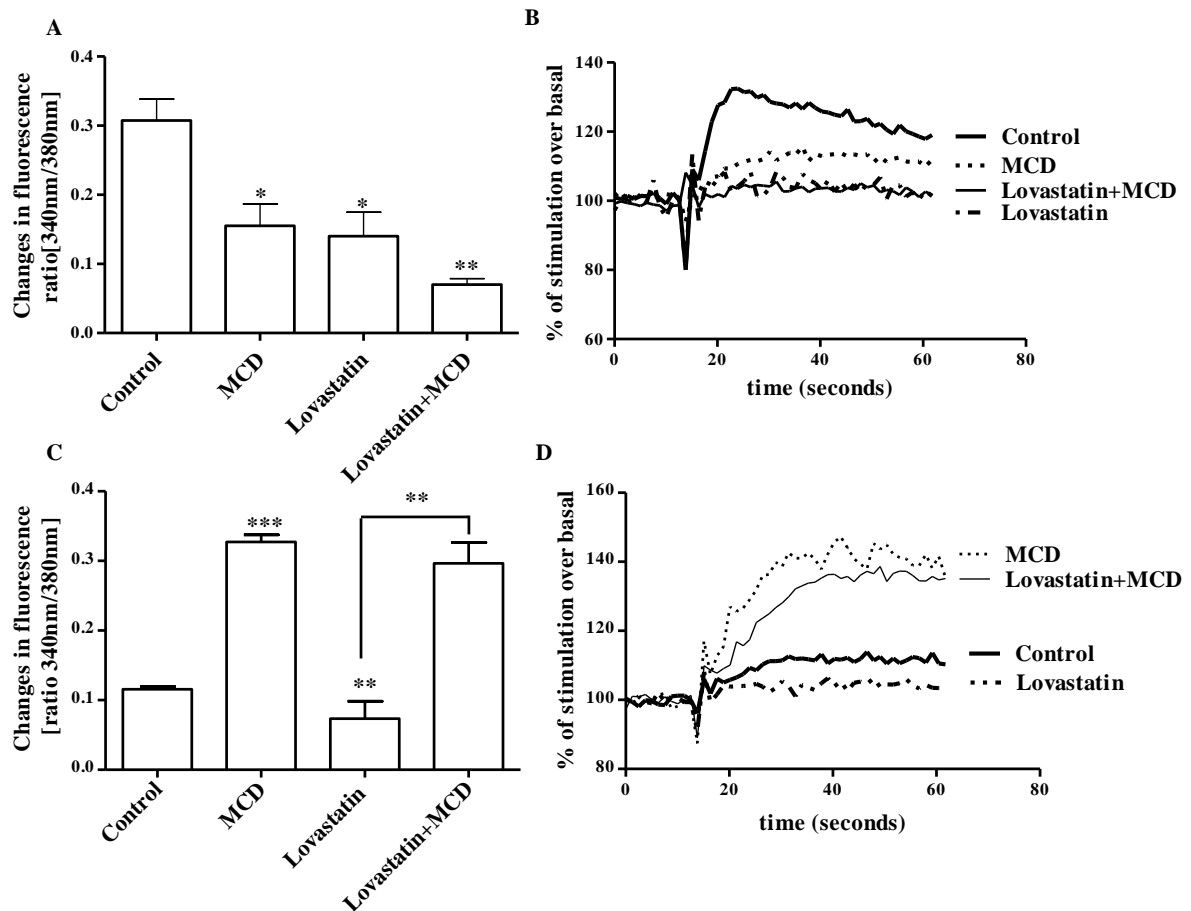 A
Changes in fluorescence
ratio[340nm/380nm]
0.4
0.3
0.2
0.1
0.0
*
*
**
Control
MCD
Lovastatin
Lovastatin+MCD
B
% of stimulation over basal
140
120
100
80
60
0
20
40
60
80
time (seconds)
Control
MCD
Lovastatin+MCD
Lovastatin
C
Changes in fluorescence
[ratio 340nm/380nm]
0.4
0.3
0.2
0.1
0.0
***
**
**
Control
MCD
Lovastatin
Lovastatin+MCD
D
% of stimulation over basal
160
140
120
100
80
0
20
40
60
80
time (seconds)
MCD
Lovastatin+MCD
Control
Lovastatin